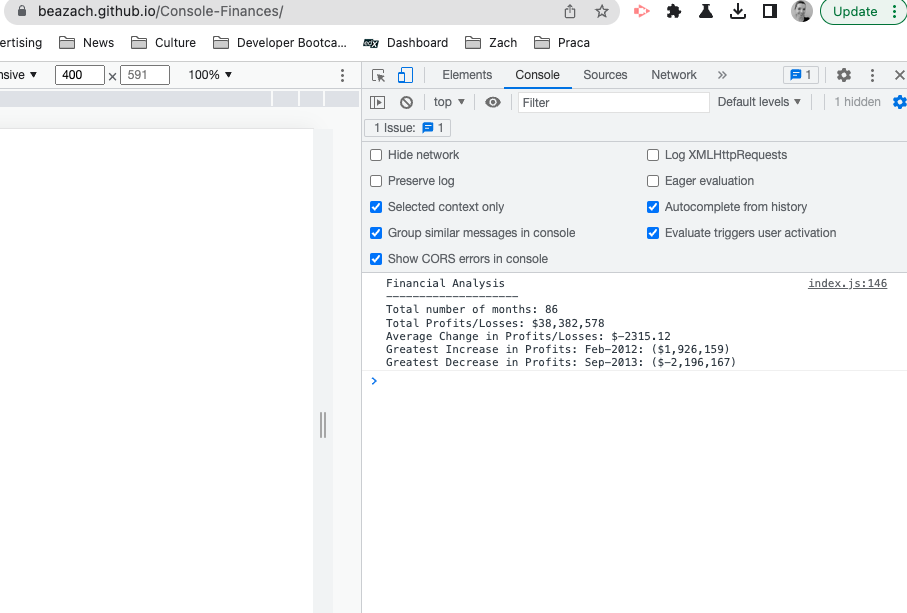 beazach.github.io/Console-Finances/
Update
ertising News Culture Developer Bootca... Dashboard Zach Praca
nsive ▼ 400 × 591 100% ▼
Elements Console Sources Network » 1
top ▼ Filter Default levels ▼ 1 hidden
1 Issue: 1
Hide network Log XMLHttpRequests
Preserve log Eager evaluation
Selected context only Autocomplete from history
Group similar messages in console Evaluate triggers user activation
Show CORS errors in console
Financial Analysis index.js:146
--------------------
Total number of months: 86
Total Profits/Losses: $38,382,578
Average Change in Profits/Losses: $-2315.12
Greatest Increase in Profits: Feb-2012: ($1,926,159)
Greatest Decrease in Profits: Sep-2013: ($-2,196,167)
>